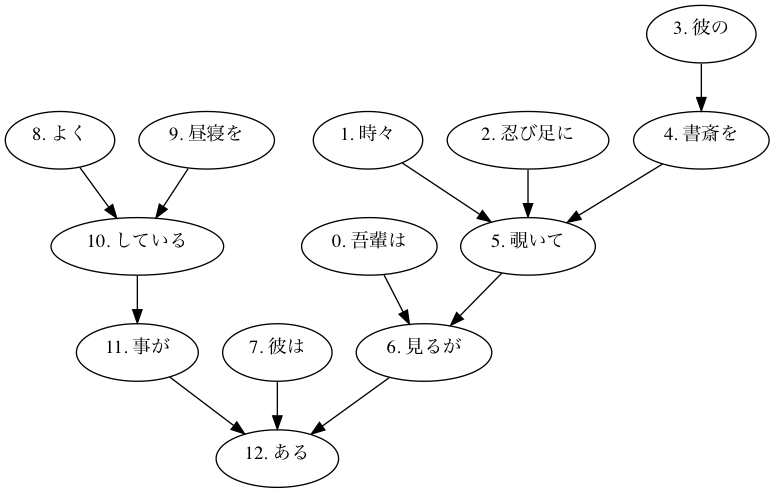 3. 彼の
8. よく
9. 昼寝を
1. 時々
2. 忍び足に
4. 書斎を
10. している
0. 吾輩は
5. 覗いて
11. 事が
7. 彼は
6. 見るが
12. ある